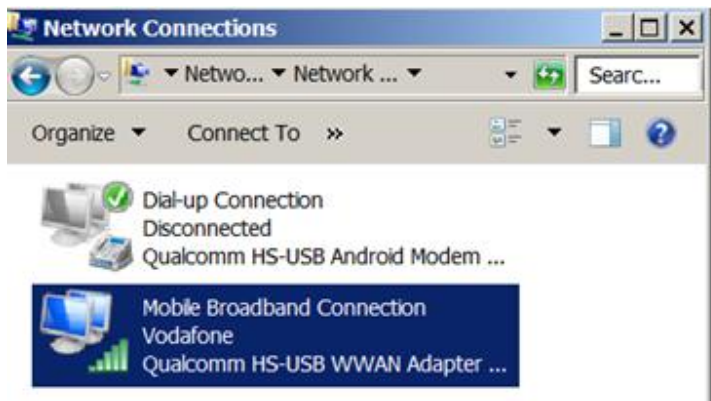 Network Connections
Netwo... Network ...
Searc...
Organize Connect To »
Dial-up Connection
Disconnected
Qualcomm HS-USB Android Modem ...
Mobile Broadband Connection
Vodafone
Qualcomm HS-USB WWAN Adapter ...